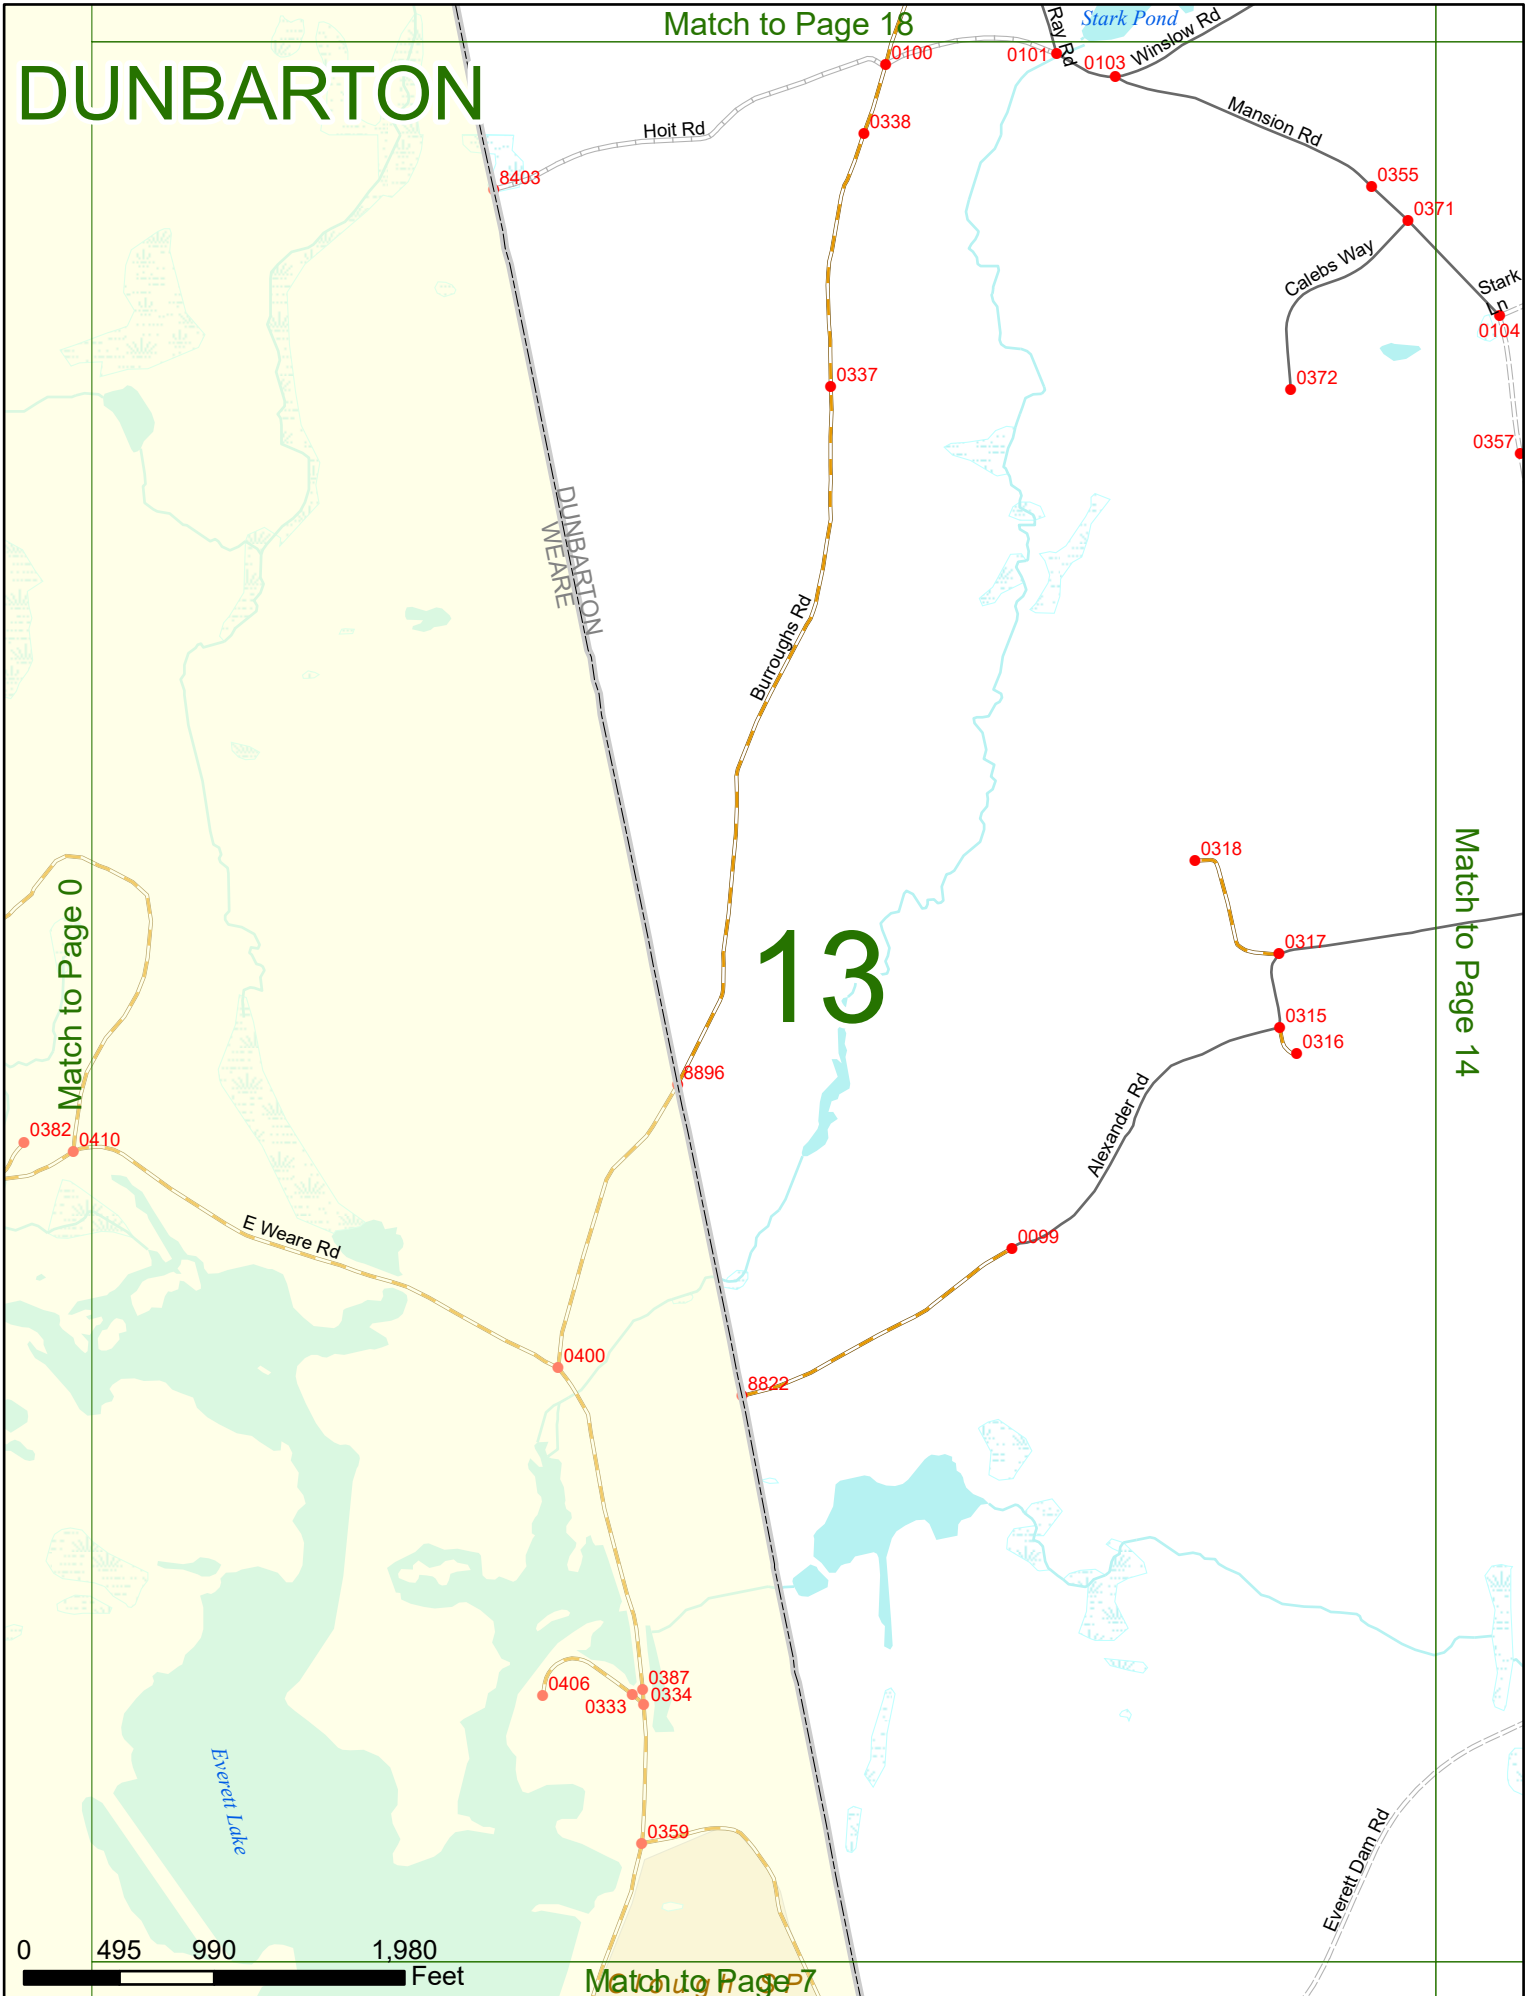 Match to Page 18
Stark Pond
Ray Rd
Winslow Rd
DUNBARTON
0100
0101
0103
Hoit Rd
0338
Mansion Rd
8403
0355
0371
Calebs Way
Stark Ln
0104
0337
0372
0357
DUNBARTON
WEARE
Burroughs Rd
0318
Match to Page 0
13
0317
Match to Page 14
0315
0316
8896
Alexander Rd
0382
0410
E Weare Rd
0099
0400
8822
0406
0387
0333
0334
Everett Lake
0359
Everett Dam Rd
0 495 990 1,980
Feet
Match to Page 7
Clough SP